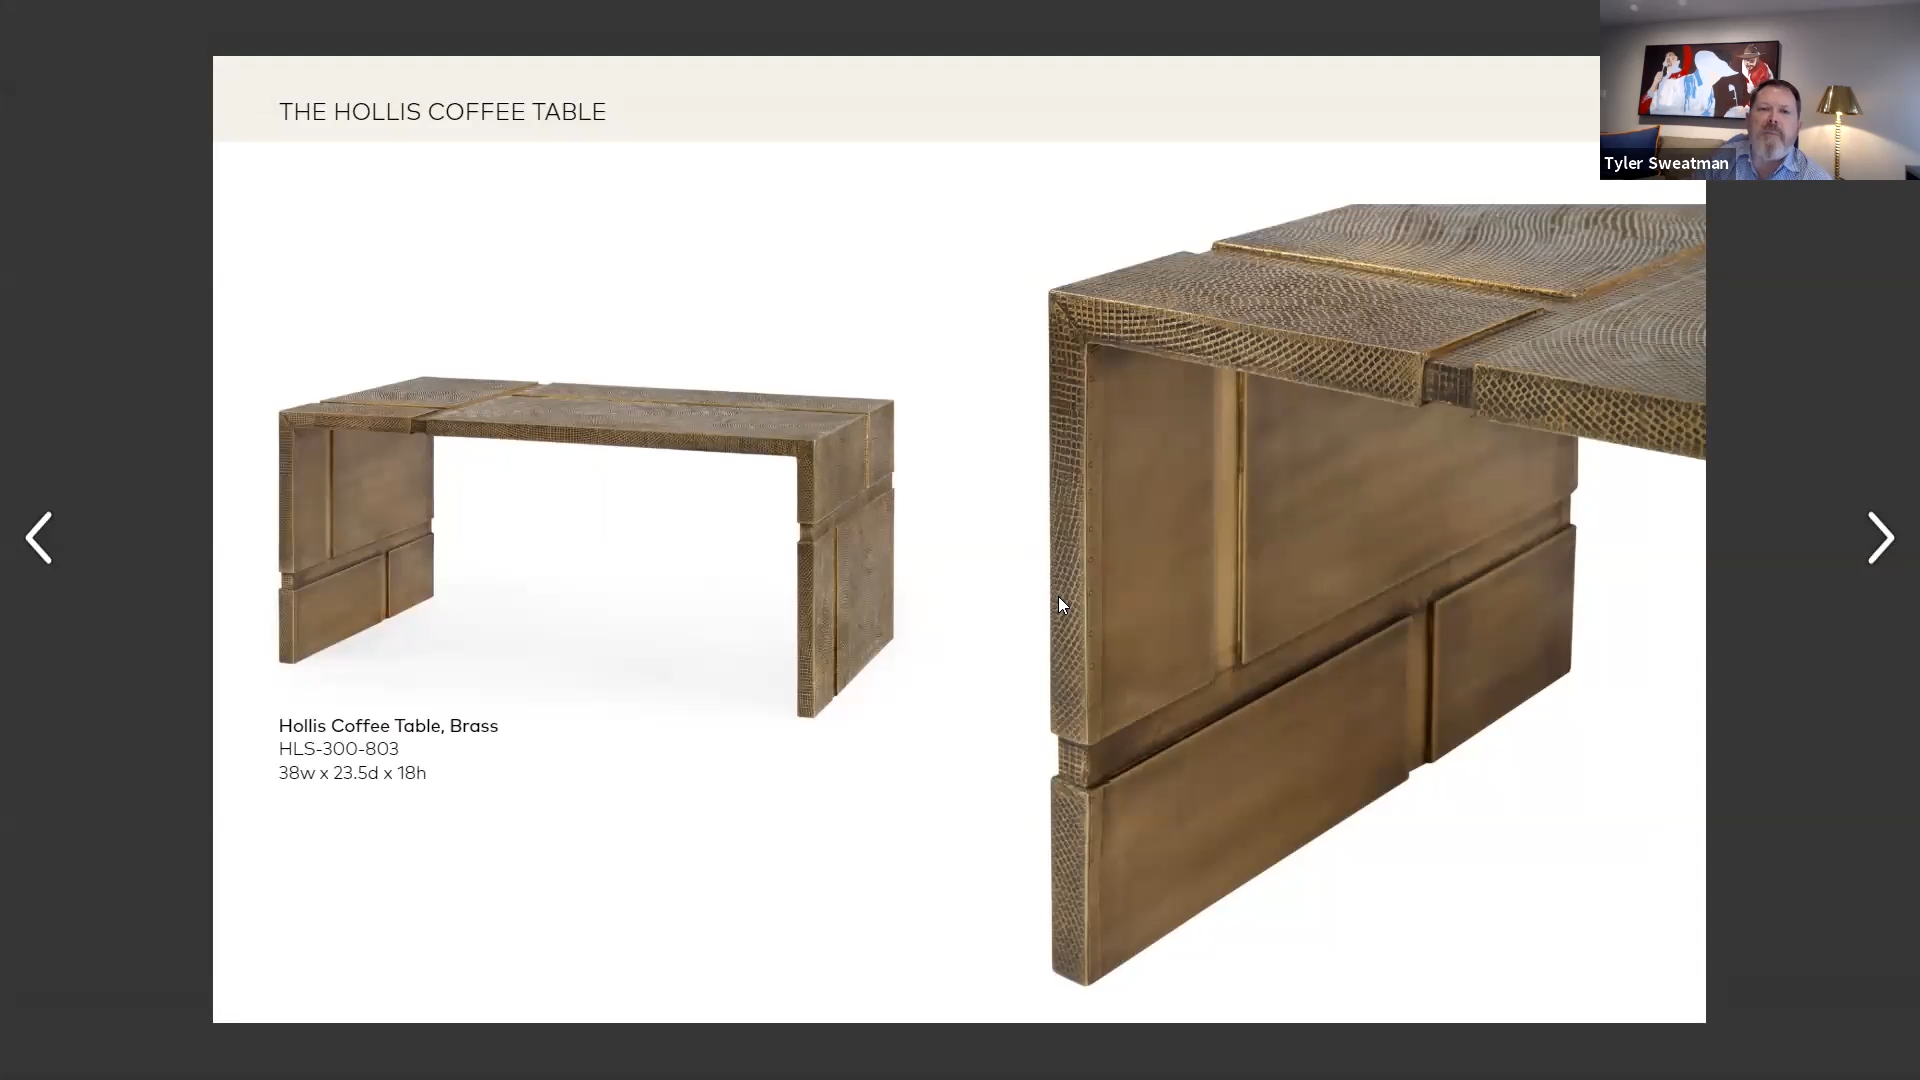 THE HOLLIS COFFEE TABLE
Tyler Sweatman
Hollis Coffee Table, Brass
HLS-300-803
38w x 23.5d x 18h